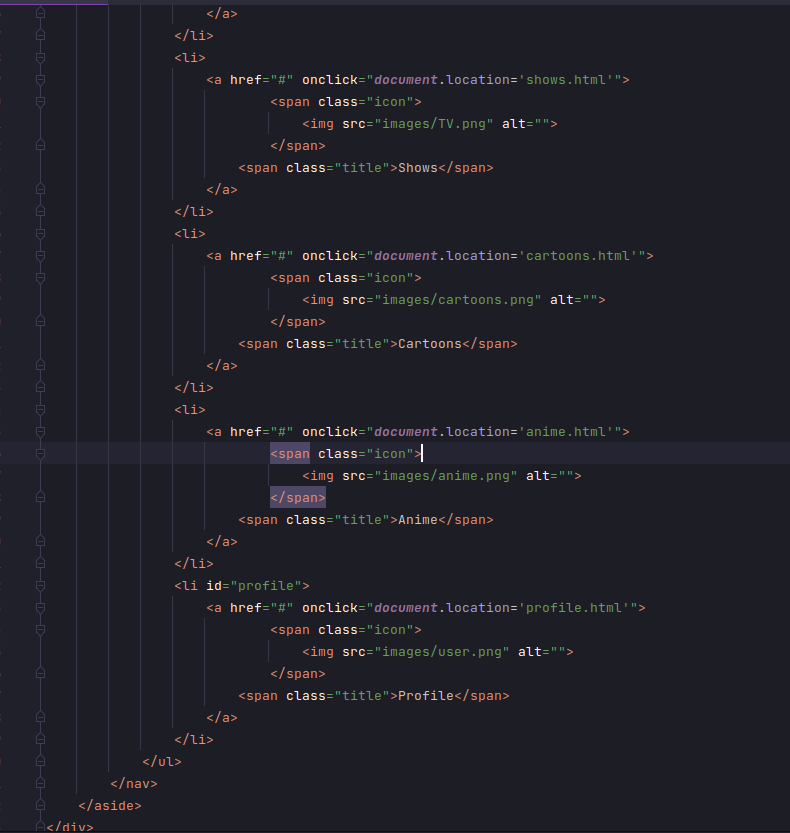 </a>
</li>
<li>
<a href="#" onclick="document.location='shows.html'">
<span class="icon">
<img src="images/TV.png" alt="">
</span>
<span class="title">Shows</span>
</a>
</li>
<li>
<a href="#" onclick="document.location='cartoons.html'">
<span class="icon">
<img src="images/cartoons.png" alt="">
</span>
<span class="title">Cartoons</span>
</a>
</li>
<li>
<a href="#" onclick="document.location='anime.html'">
<span class="icon">
<img src="images/anime.png" alt="">
</span>
<span class="title">Anime</span>
</a>
</li>
<li id="profile">
<a href="#" onclick="document.location='profile.html'">
<span class="icon">
<img src="images/user.png" alt="">
</span>
<span class="title">Profile</span>
</a>
</li>
</ul>
</nav>
</aside>
</div>